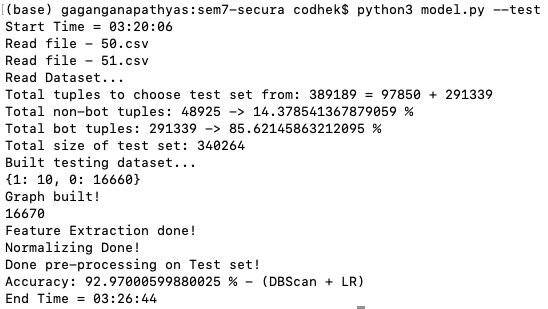 (base) gaganganapathyas:sem7-secura codhek$ python3 model.py --test
Start Time = 03:20:06
Read file - 50.csv
Read file - 51.csv
Read Dataset...
Total tuples to choose test set from: 389189 = 97850 + 291339
Total non-bot tuples: 48925 -> 14.378541367879059 %
Total bot tuples: 291339 -> 85.62145863212095 %
Total size of test set: 340264
Built testing dataset...
{1: 10, 0: 16660}
Graph built!
16670
Feature Extraction done!
Normalizing Done!
Done pre-processing on Test set!
Accuracy: 92.97000599880025 % - (DBScan + LR)
End Time = 03:26:44